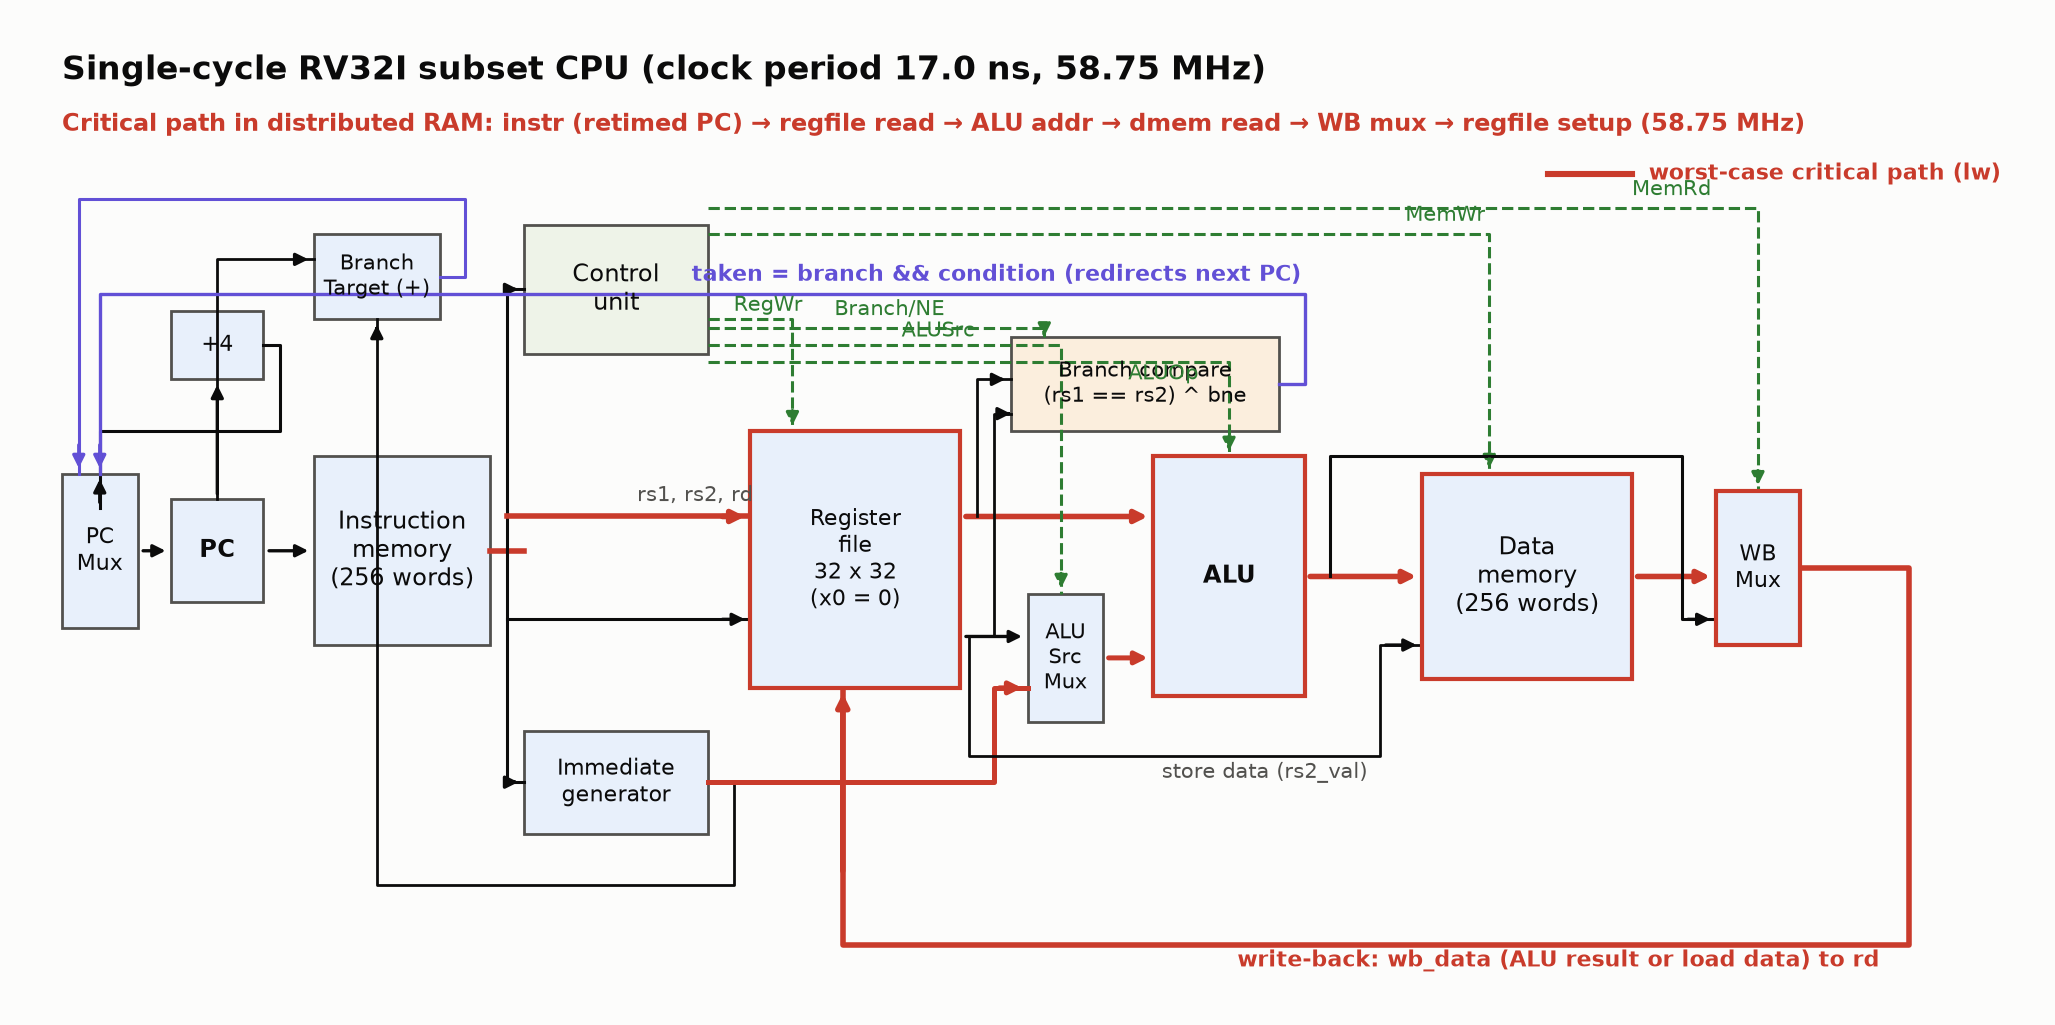 Single-cycle RV32I subset CPU (clock period 17.0 ns, 58.75 MHz)
Critical path in distributed RAM: instr (retimed PC) → regfile read → ALU addr → dmem read → WB mux → regfile setup (58.75 MHz)
worst-case critical path (lw)
MemRd
MemWr
Branch
Target (+)
Control
unit
taken = branch && condition (redirects next PC)
RegWr
Branch/NE
ALUSrc
+4
Branch compare
(rs1 == rs2) ^ bne
ALUOp
PC
Mux
PC
Instruction
memory
(256 words)
rs1, rs2, rd
Register
file
32 x 32
(x0 = 0)
ALU
Src
Mux
ALU
Data
memory
(256 words)
WB
Mux
Immediate
generator
store data (rs2_val)
write-back: wb_data (ALU result or load data) to rd